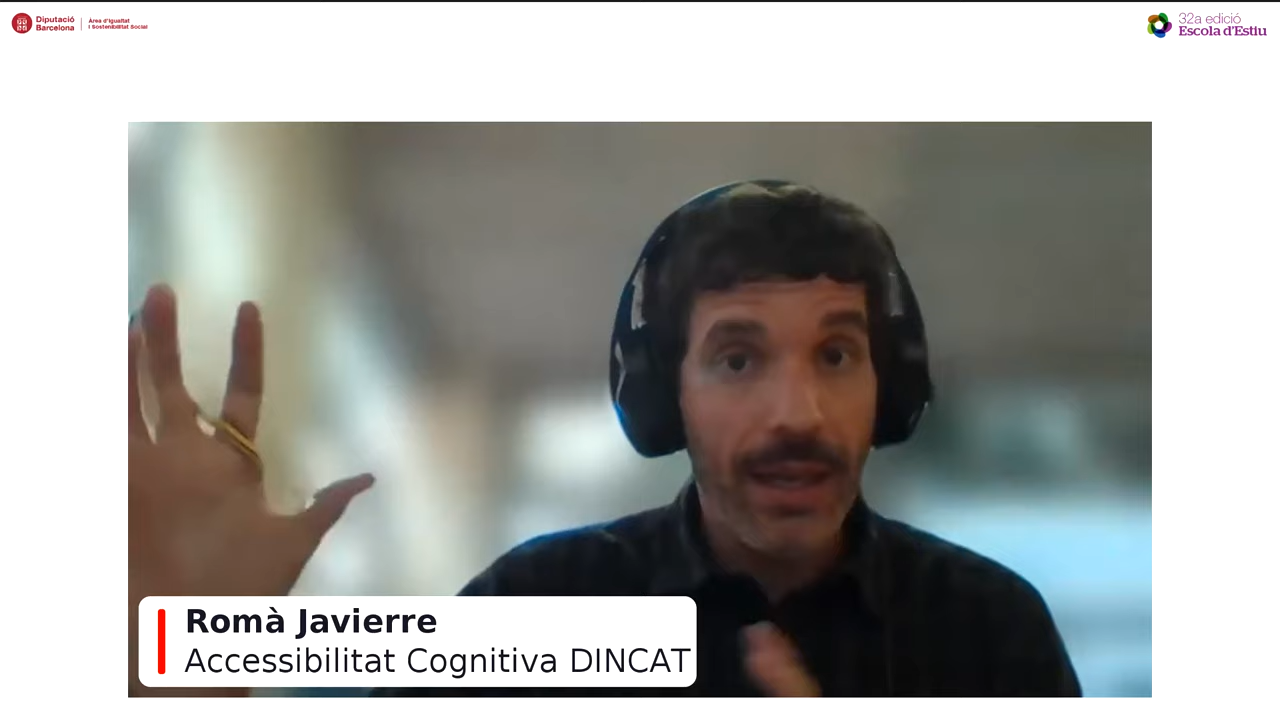 Diputació
Barcelona
Àrea d'Igualtat
i Sostenibilitat Social
32a edició
Escola d'Estiu
Romà Javierre
Accessibilitat Cognitiva DINCAT